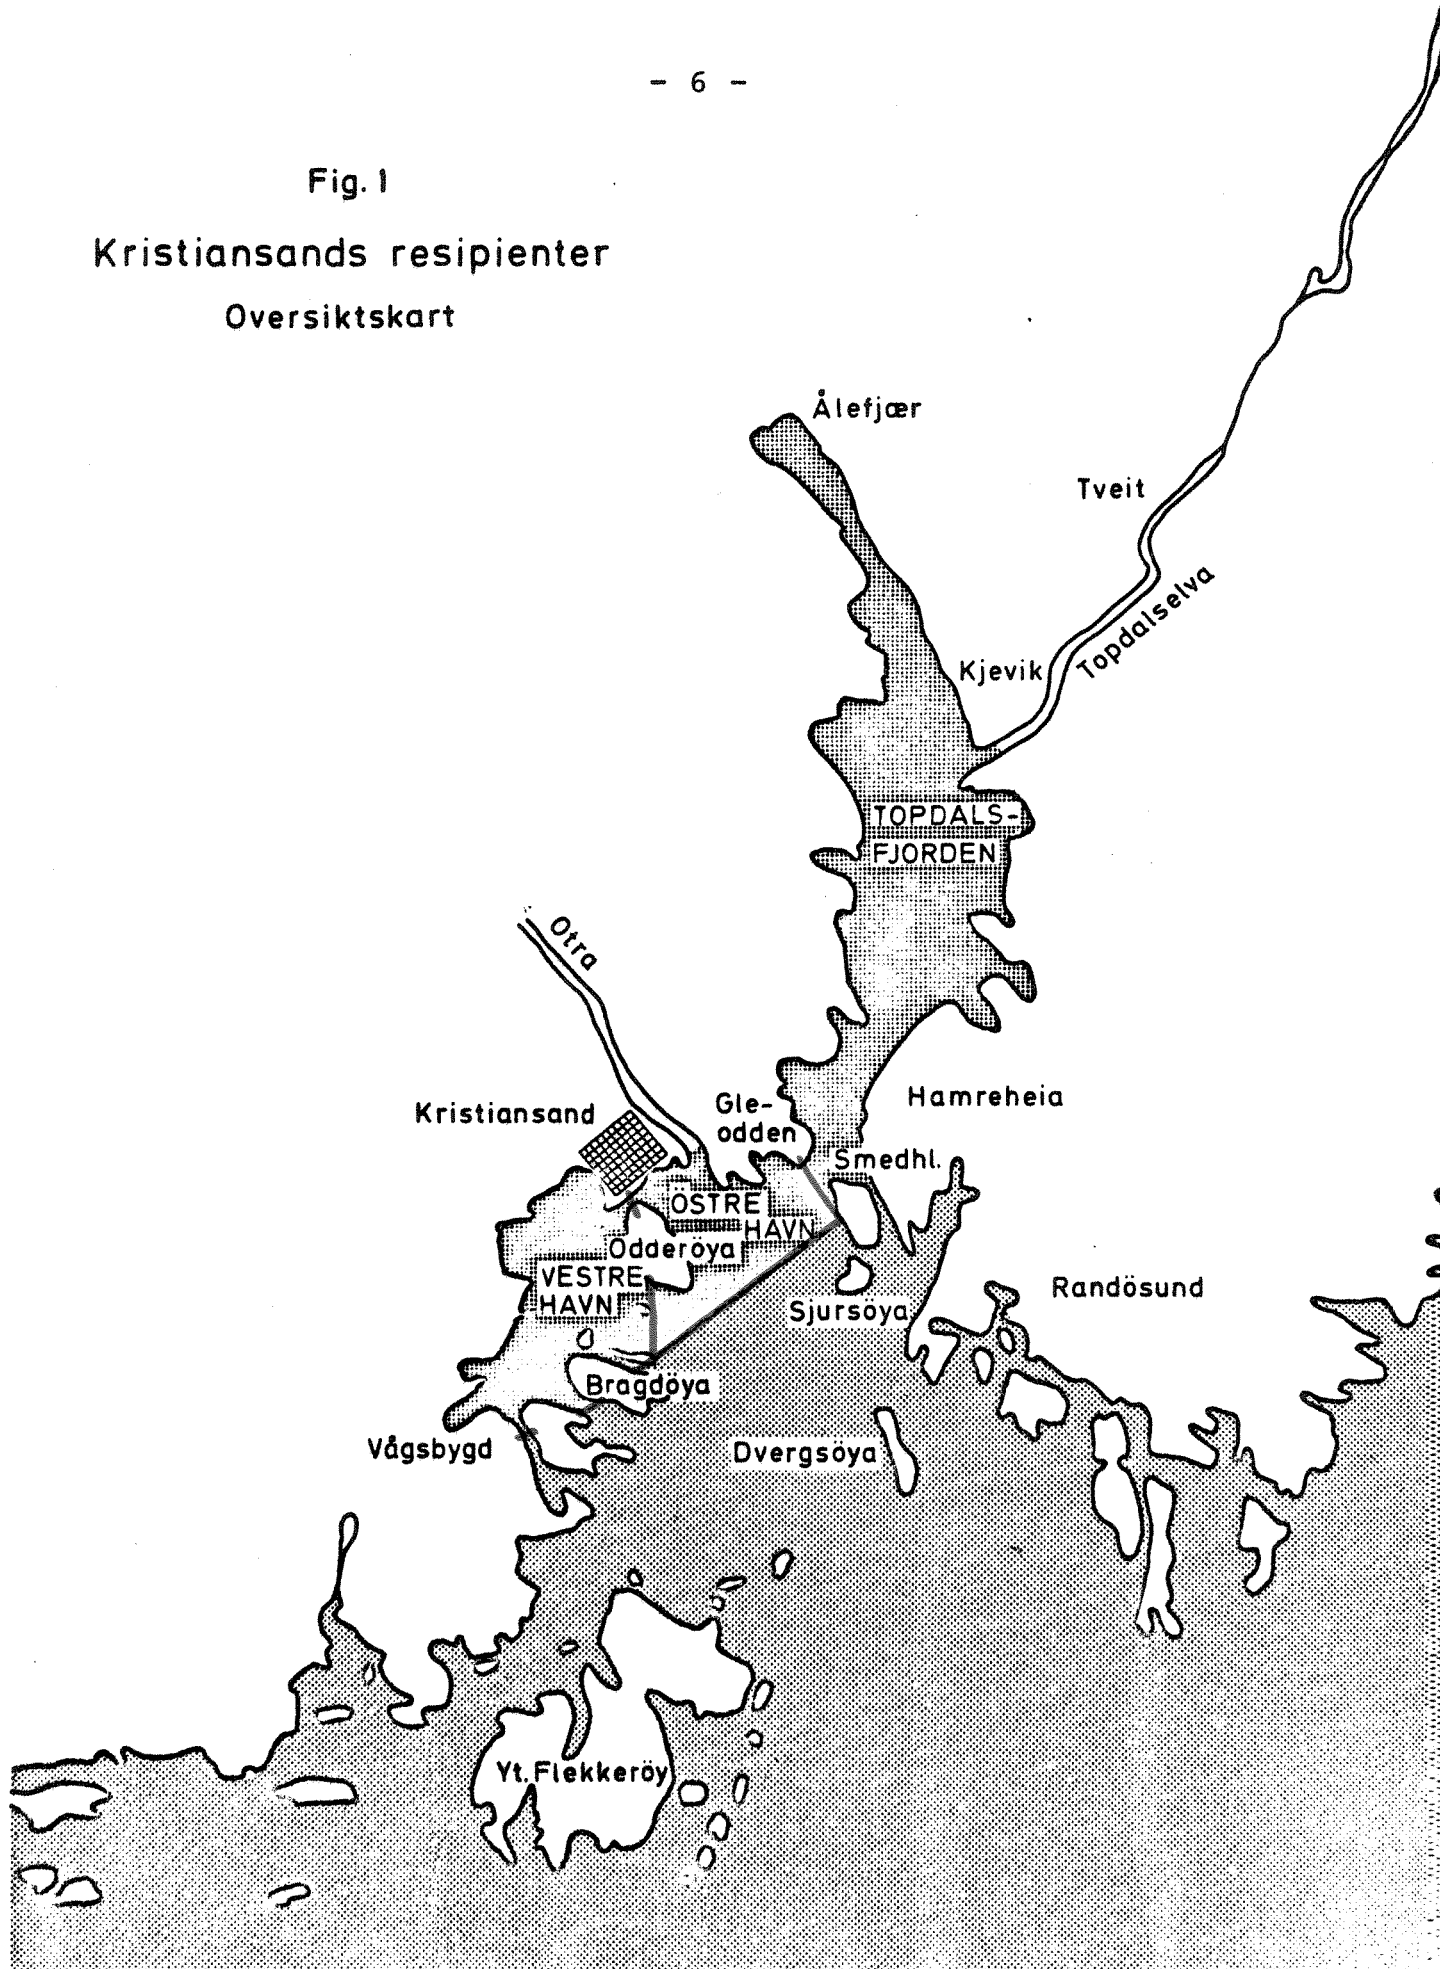 - 6 -
Fig. 1
Kristiansands resipienter
Oversiktskart
Ålefjær
Tveit
Topdalselva
Kjevik
TOPDALS-
FJORDEN
Otra
Kristiansand
Gle-
odden
Hamreheia
Smedhl.
ÖSTRE
HAVN
Odderöya
VESTRE
HAVN
Sjursöya
Randösund
Bragdöya
Vågsbygd
Dvergsöya
Yt. Flekkeröy